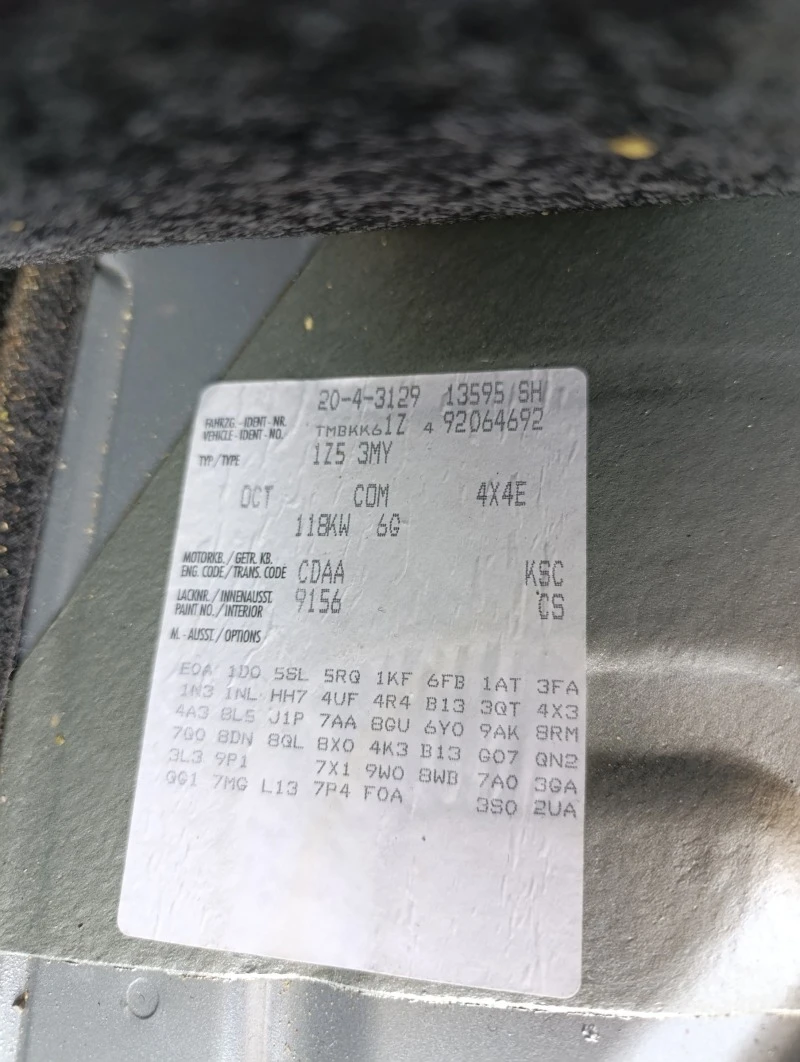 20-4-3129 13595/SH
FAHRZG.-IDENT-NR.
VEHICLE-IDENT-NO. TMBKK61Z 4 92064692
TYP/TYPE 1Z5 3MY
OCT COM 4X4E
118KW 6G
MOTORKB./GETR.KB.
ENG. CODE/TRANS. CODE CDAA KSC
LACKNR./INNENAUSST. 9156
PAINT NO./INTERIOR CS
M.-AUSST./OPTIONS
E0A 1D0 5SL 5RQ 1KF 6FB 1AT 3FA
1N3 1NL HH7 4UF 4R4 B13 3QT 4X3
4A3 8L5 J1P 7AA 8GU 6Y0 9AK 8RM
7Q0 8DN 8QL 8X0 4K3 B13 G07 QN2
3L3 9P1 7X1 9W0 8WB 7A0 3GA
QG1 7MG L13 7P4 F0A 3S0 2UA